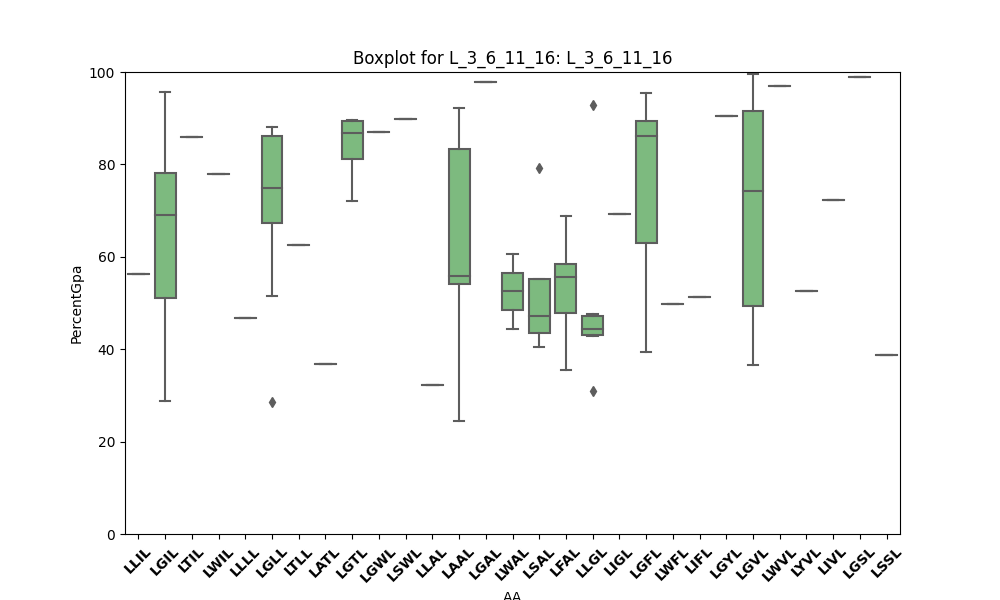 Boxplot for L_3_6_11_16: L_3_6_11_16
100
80
60
40
20
0
PercentGpa
LLIL LGIL LTIL LWIL LLLL LGLL LTLL LATL LGTL LGWL LSWL LLAL LAAL LGAL LWAL LSAL LFAL LLGL LIGL LGFL LWFL LIFL LGYL LGVL LWVL LYVL LIVL LGSL LSSL
AA